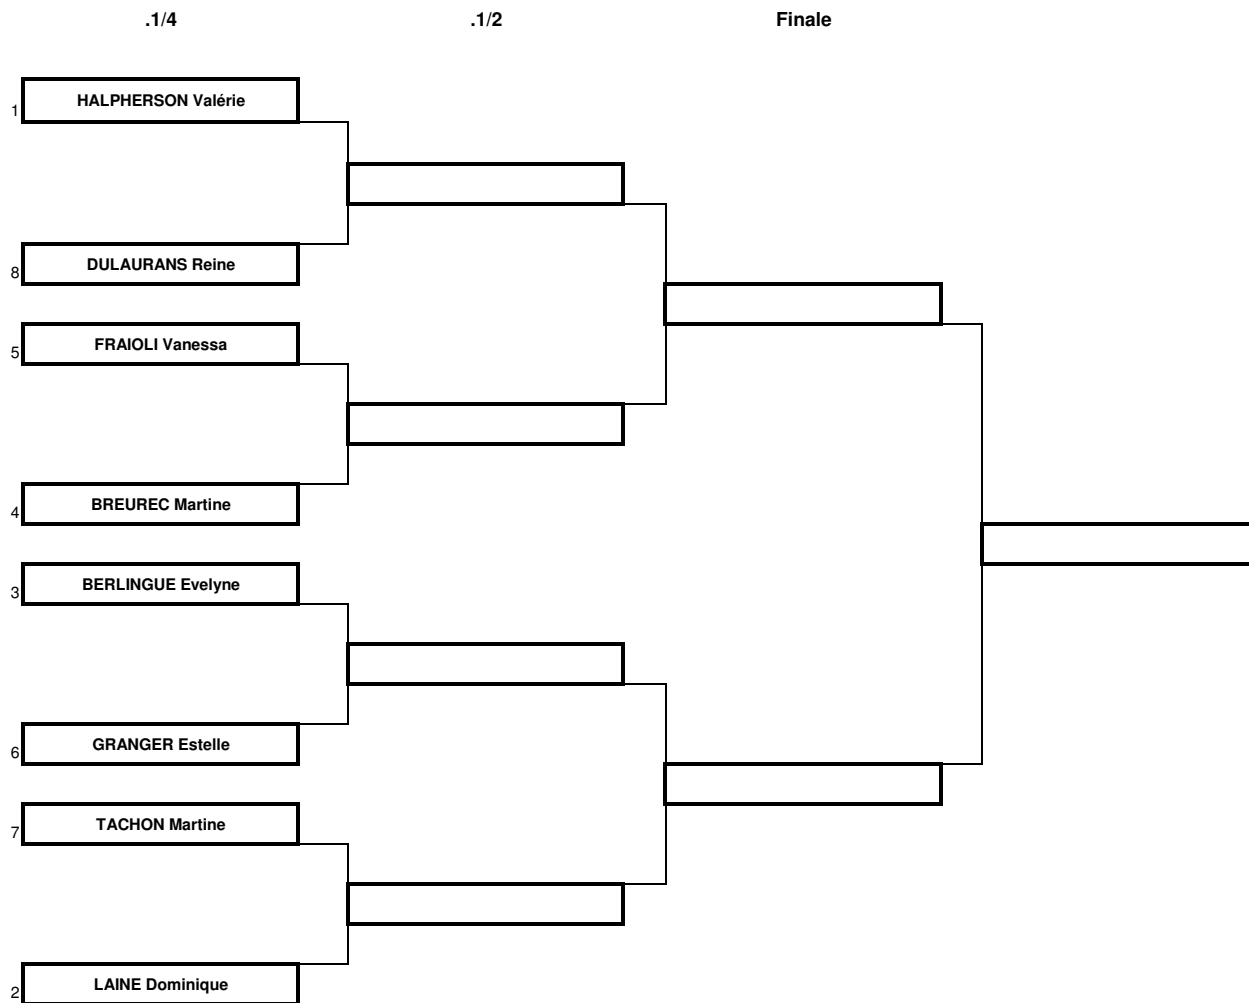 .1/4 .1/2 Finale
HALPHERSON Valérie
1
DULAURANS Reine
8
FRAIOLI Vanessa
5
BREUREC Martine
4
BERLINGUE Evelyne
3
GRANGER Estelle
6
TACHON Martine
7
LAINE Dominique
2